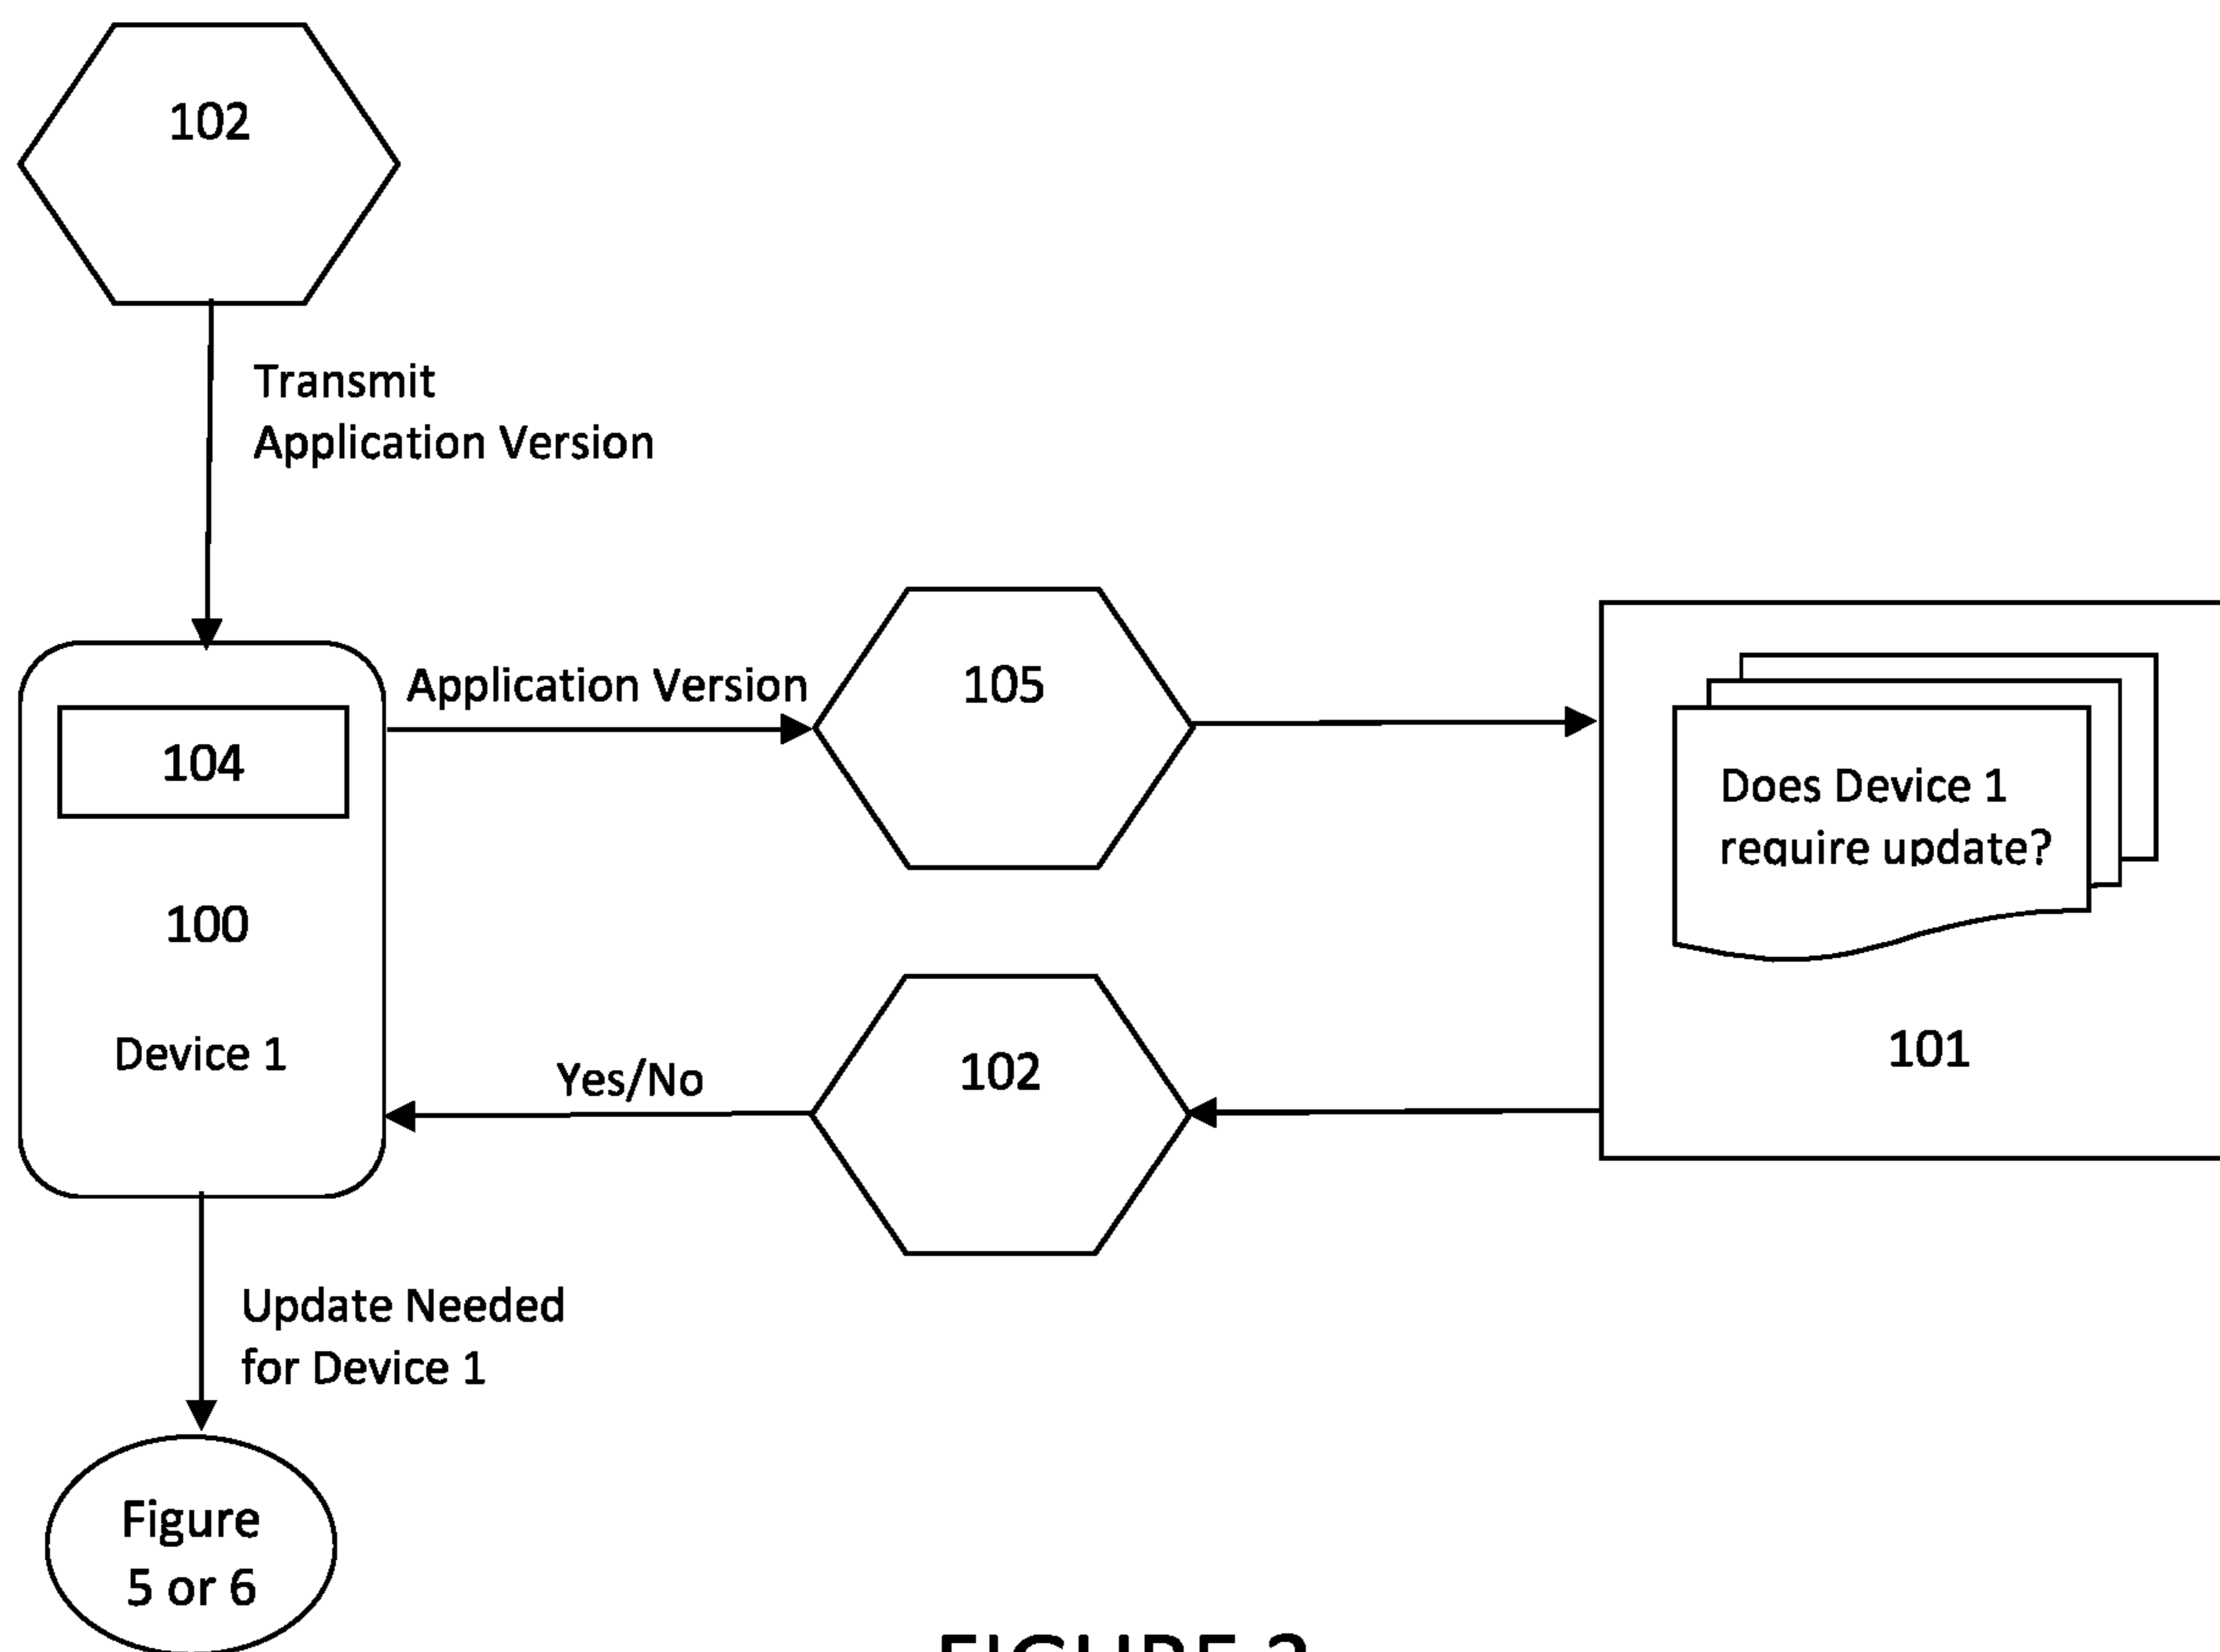 102
Transmit
Application Version
Application Version
105
104
Does Device 1
require update?
100
101
Device 1
Yes/No
102
Update Needed
for Device 1
Figure
5 or 6
FIGURE